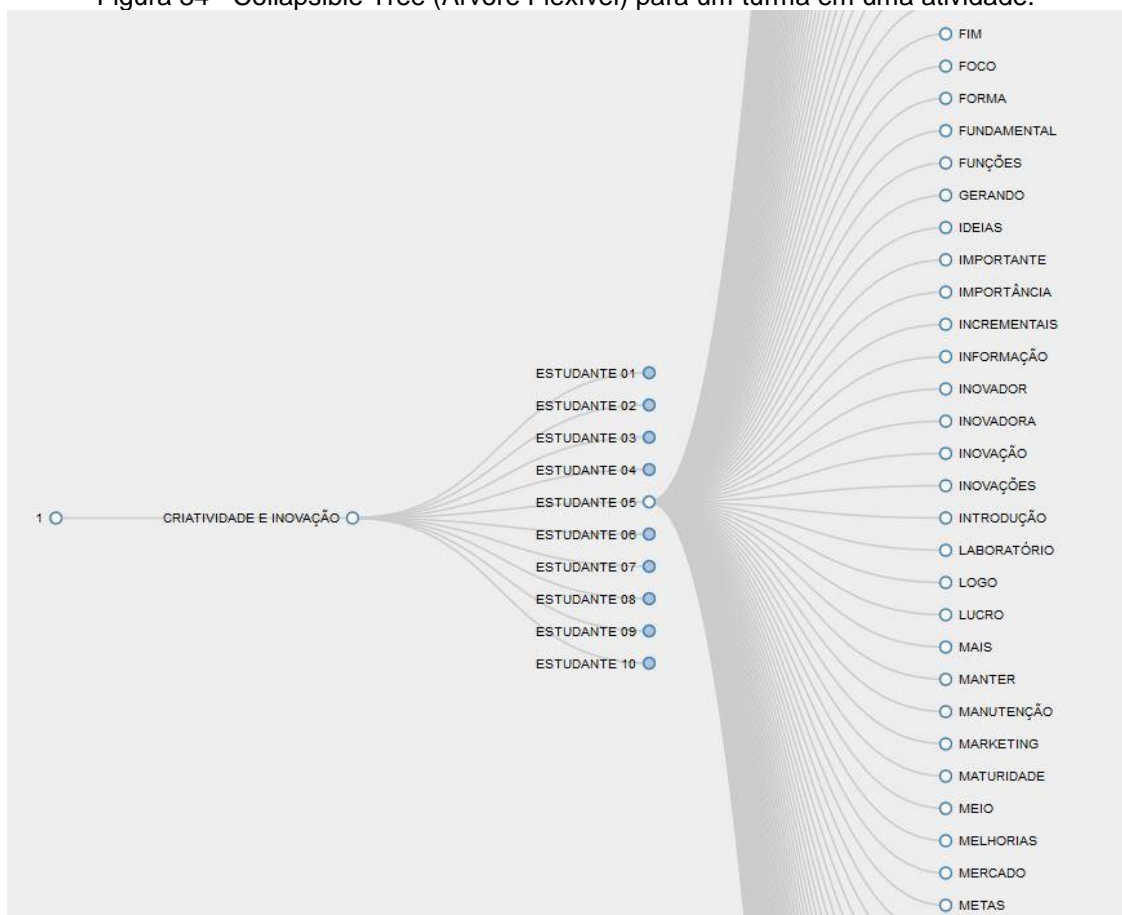 Figura - Collapsible Tree (Árvore Flexível) para um turma em uma atividade.
1
CRIATIVIDADE E INOVAÇÃO
ESTUDANTE 01
ESTUDANTE 02
ESTUDANTE 03
ESTUDANTE 04
ESTUDANTE 05
ESTUDANTE 06
ESTUDANTE 07
ESTUDANTE 08
ESTUDANTE 09
ESTUDANTE 10
FIM
FOCO
FORMA
FUNDAMENTAL
FUNÇÕES
GERANDO
IDEIAS
IMPORTANTE
IMPORTÂNCIA
INCREMENTAIS
INFORMAÇÃO
INOVADOR
INOVADORA
INOVAÇÃO
INOVAÇÕES
INTRODUÇÃO
LABORATÓRIO
LOGO
LUCRO
MAIS
MANTER
MANUTENÇÃO
MARKETING
MATURIDADE
MEIO
MELHORIAS
MERCADO
METAS